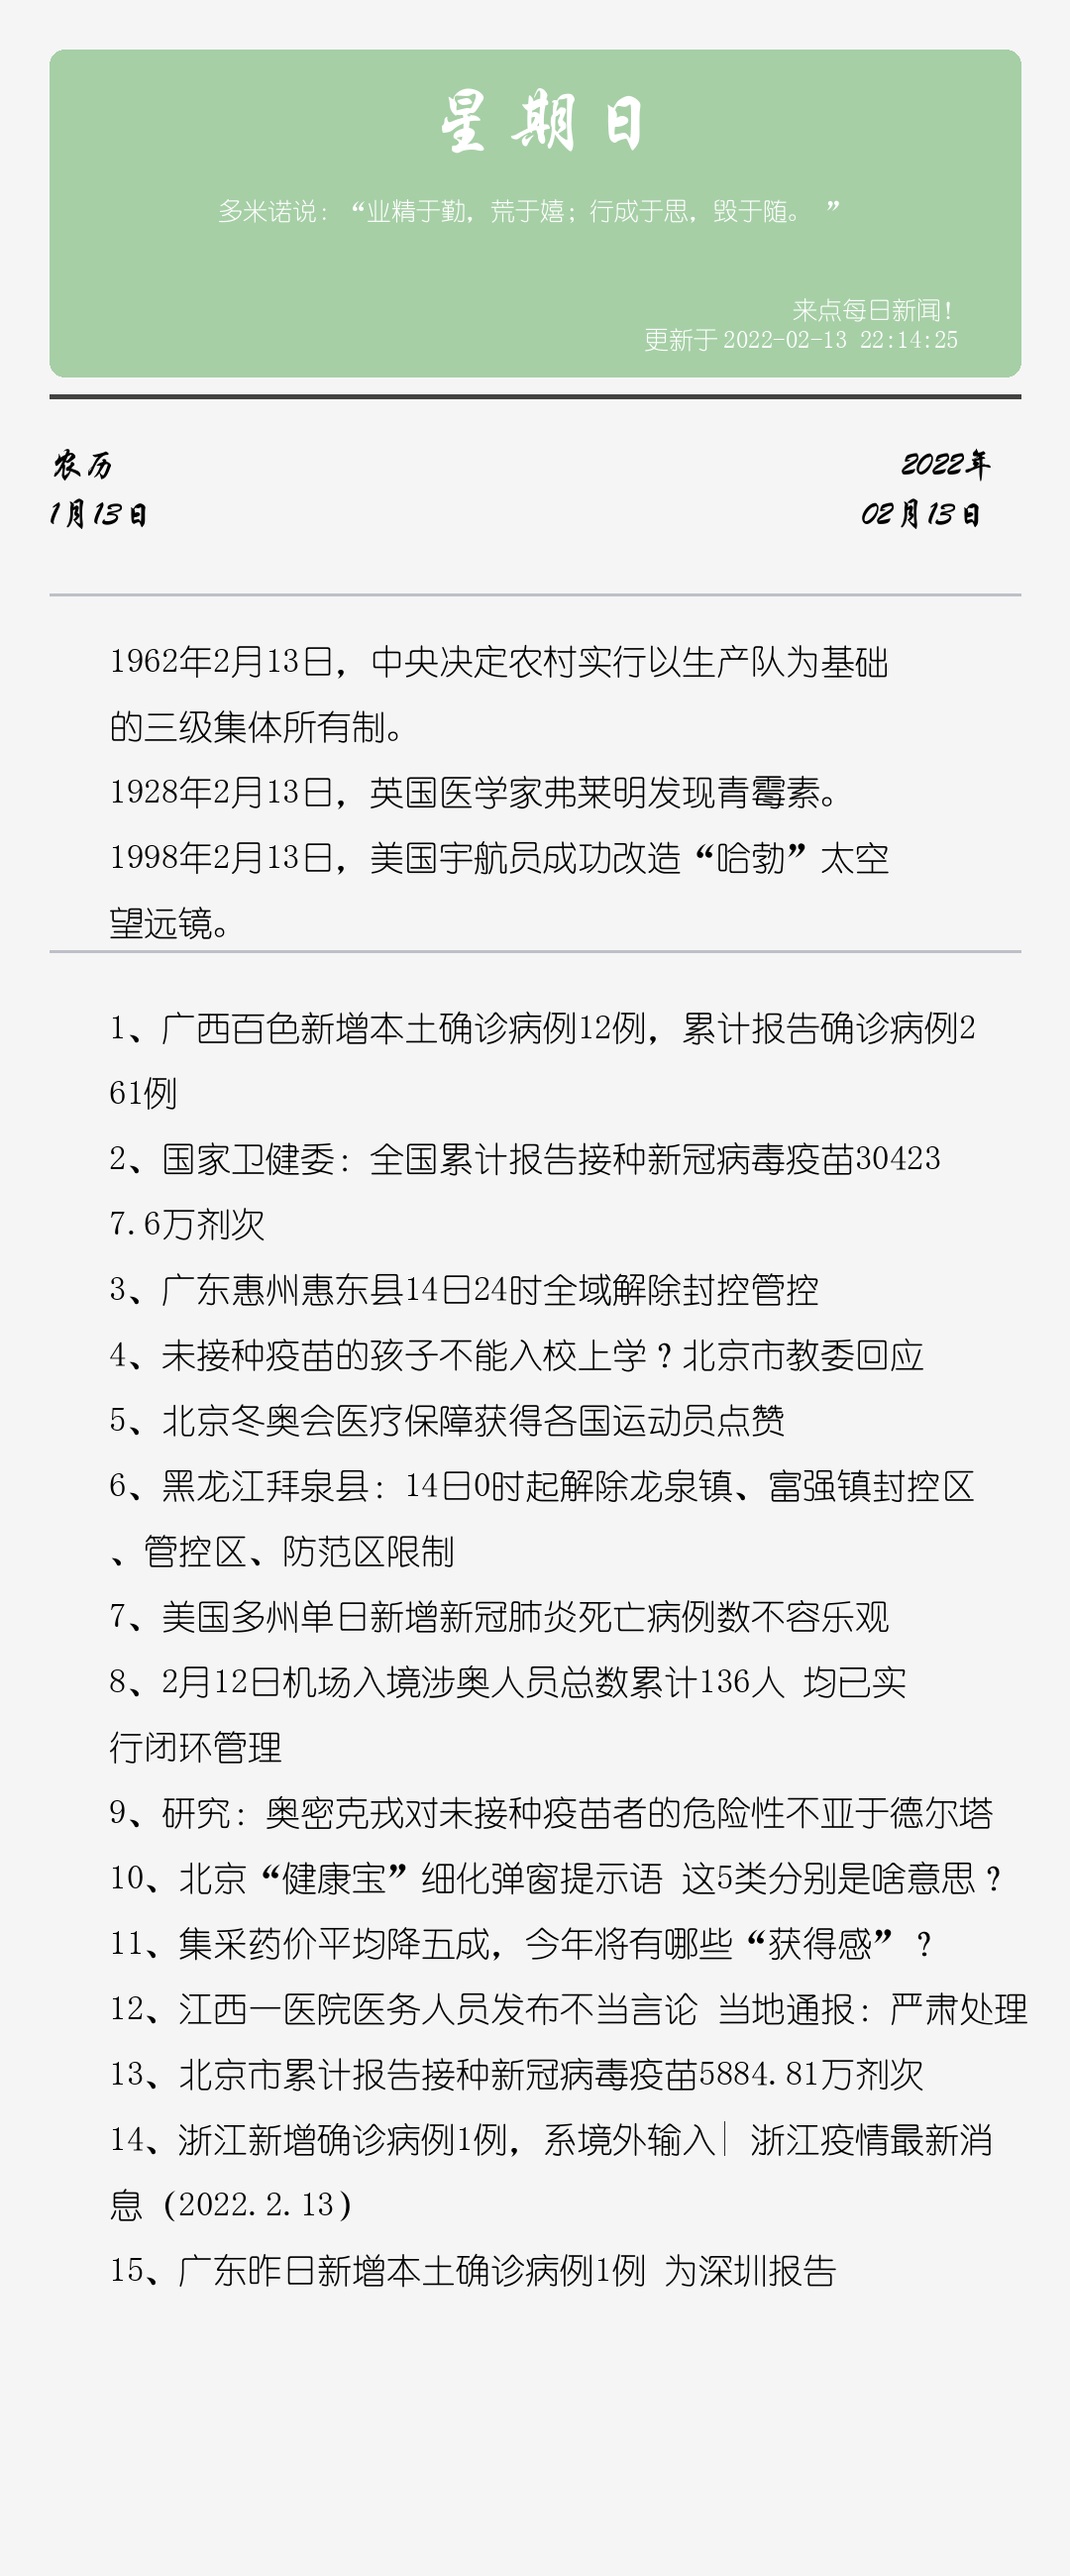 星期日
多米诺说：“业精于勤，荒于嬉；行成于思，毁于随。 ”
来点每日新闻！
更新于 2022-02-13 22:14:25
农历
2022年
1月13日
02月13日
1962年2月13日，中央决定农村实行以生产队为基础
的三级集体所有制。
1928年2月13日，英国医学家弗莱明发现青霉素。
1998年2月13日，美国宇航员成功改造“哈勃”太空
望远镜。
1、广西百色新增本土确诊病例12例，累计报告确诊病例2
61例
2、国家卫健委：全国累计报告接种新冠病毒疫苗30423
7.6万剂次
3、广东惠州惠东县14日24时全域解除封控管控
4、未接种疫苗的孩子不能入校上学？北京市教委回应
5、北京冬奥会医疗保障获得各国运动员点赞
6、黑龙江拜泉县：14日0时起解除龙泉镇、富强镇封控区
、管控区、防范区限制
7、美国多州单日新增新冠肺炎死亡病例数不容乐观
8、2月12日机场入境涉奥人员总数累计136人 均已实
行闭环管理
9、研究：奥密克戎对未接种疫苗者的危险性不亚于德尔塔
10、北京“健康宝”细化弹窗提示语 这5类分别是啥意思？
11、集采药价平均降五成，今年将有哪些“获得感”？
12、江西一医院医务人员发布不当言论 当地通报：严肃处理
13、北京市累计报告接种新冠病毒疫苗5884.81万剂次
14、浙江新增确诊病例1例，系境外输入| 浙江疫情最新消
息（2022.2.13）
15、广东昨日新增本土确诊病例1例 为深圳报告